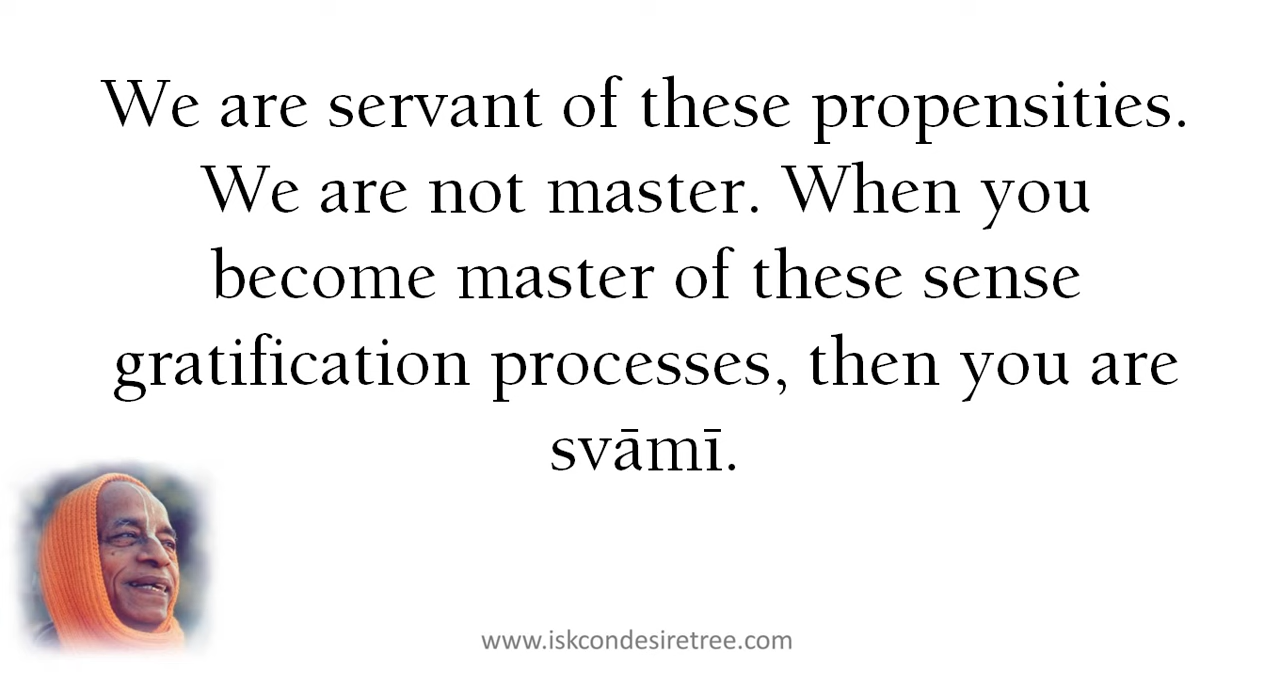 We are servant of these propensities.
We are not master. When you
become master of these sense
gratification processes, then you are
svāmī.
www.iskcondesiretree.com